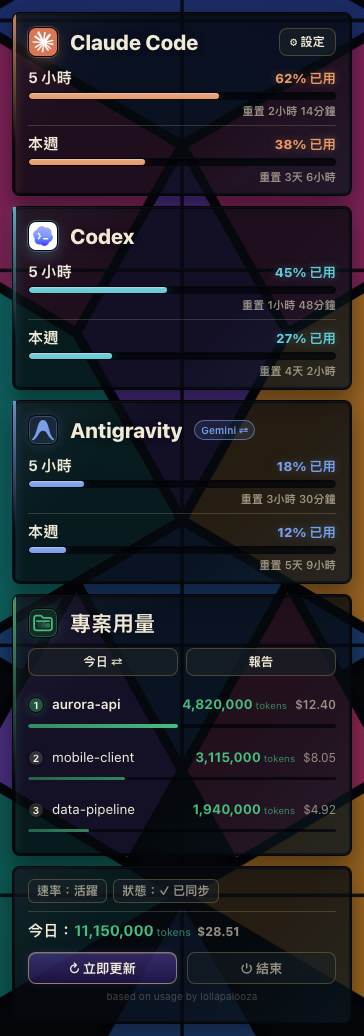 Claude Code
⚙ 設定
5 小時 62% 已用
重置 2小時 14分鐘
本週 38% 已用
重置 3天 6小時
Codex
5 小時 45% 已用
重置 1小時 48分鐘
本週 27% 已用
重置 4天 2小時
Antigravity Gemini ⇄
5 小時 18% 已用
重置 3小時 30分鐘
本週 12% 已用
重置 5天 9小時
專案用量
今日 ⇄ 報告
1 aurora-api 4,820,000 tokens $12.40
2 mobile-client 3,115,000 tokens $8.05
3 data-pipeline 1,940,000 tokens $4.92
速率：活躍 狀態：✓ 已同步
今日：11,150,000 tokens $28.51
↻ 立即更新 ⏻ 結束
based on usage by lollapalooza